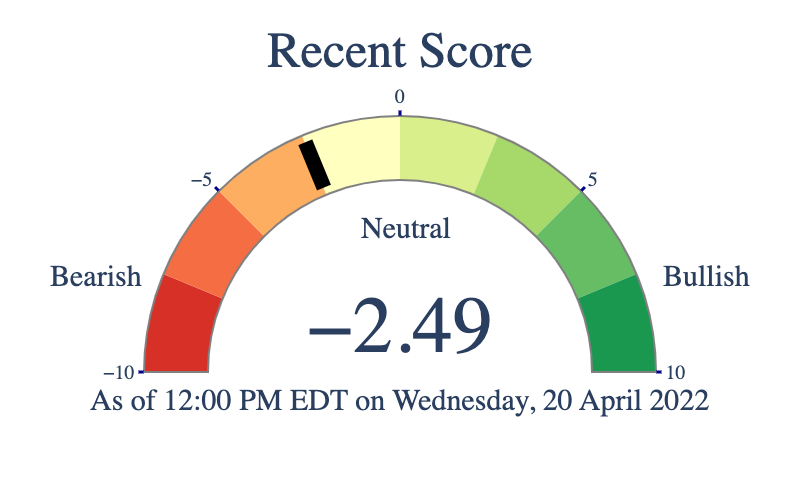 Recent Score
0
−5
5
Neutral
Bearish
Bullish
−2.49
−10
10
As of 12:00 PM EDT on Wednesday, 20 April 2022